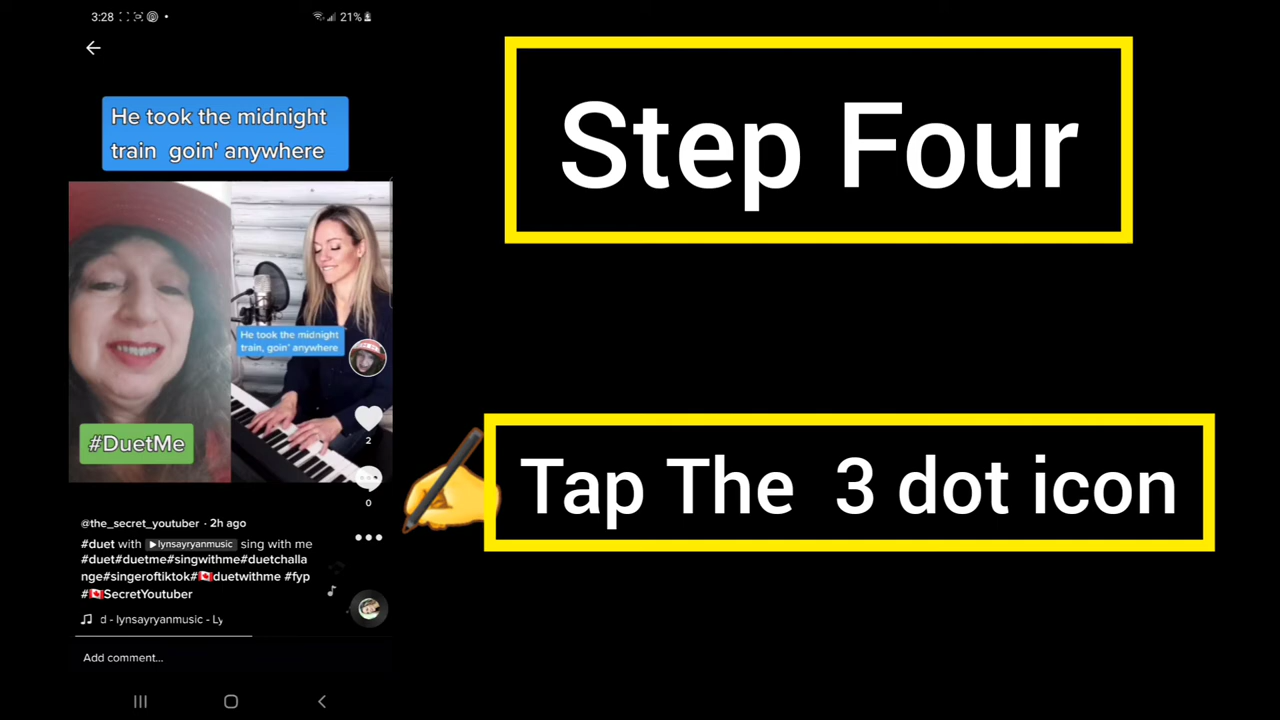 3:28
21%
He took the midnight
train goin' anywhere
He took the midnight
train, goin' anywhere
#DuetMe
2
0
@the_secret_youtuber · 2h ago
#duet with lynsayryanmusic sing with me
#duet#duetme#singwithme#duetchalla
nge#singeroftiktok#🇨🇦duetwithme #fyp
#🇨🇦SecretYoutuber
d - lynsayryanmusic - Ly
Add comment...
Step Four
Tap The 3 dot icon